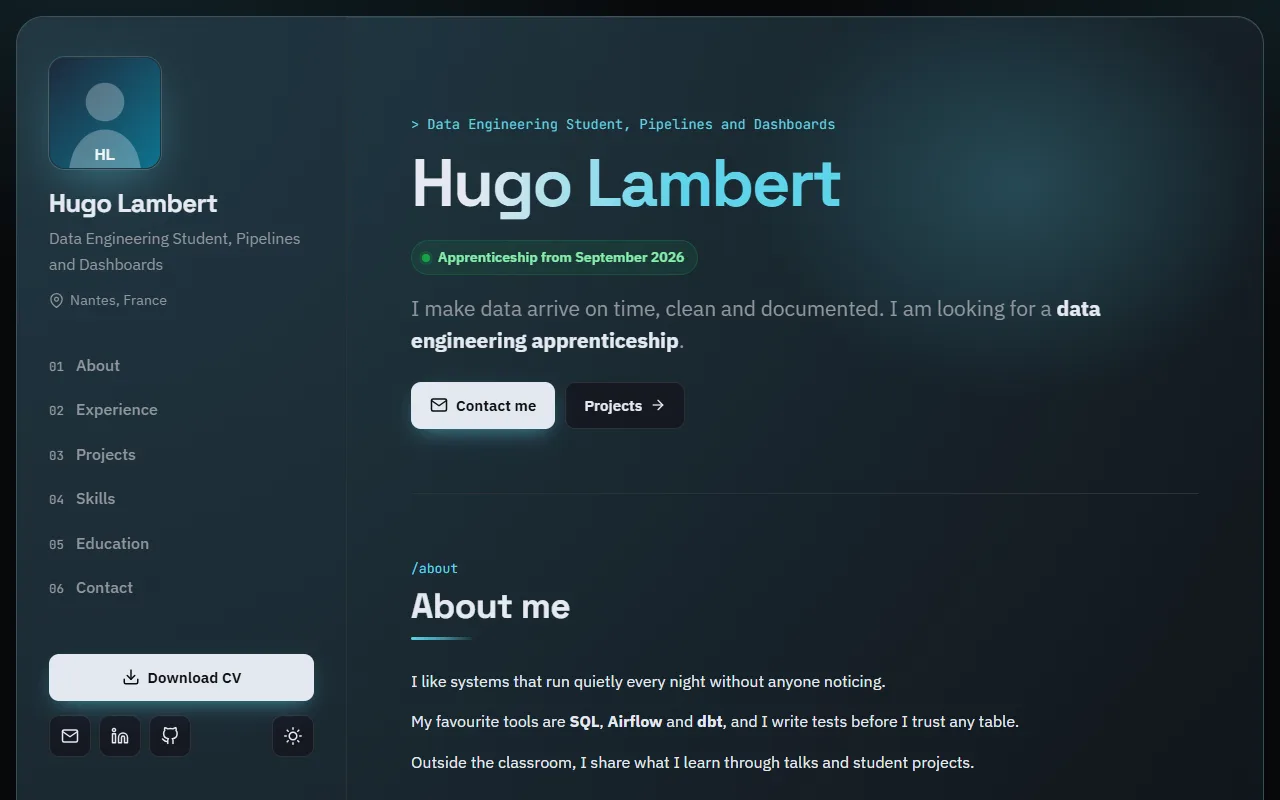 HL
Hugo Lambert
Data Engineering Student, Pipelines
and Dashboards
Nantes, France
01 About
02 Experience
03 Projects
04 Skills
05 Education
06 Contact
Download CV
> Data Engineering Student, Pipelines and Dashboards
Hugo Lambert
Apprenticeship from September 2026
I make data arrive on time, clean and documented. I am looking for a data
engineering apprenticeship.
Contact me
Projects
/about
About me
I like systems that run quietly every night without anyone noticing.
My favourite tools are SQL, Airflow and dbt, and I write tests before I trust any table.
Outside the classroom, I share what I learn through talks and student projects.